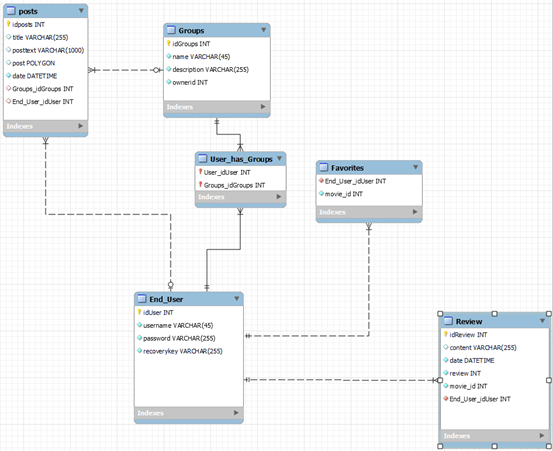 posts
idposts INT
title VARCHAR(255)
posttext VARCHAR(1000)
post POLYGON
date DATETIME
Groups_idGroups INT
End_User_idUser INT
Indexes
Groups
idGroups INT
name VARCHAR(45)
description VARCHAR(255)
ownerid INT
Indexes
User_has_Groups
User_idUser INT
Groups_idGroups INT
Indexes
Favorites
End_User_idUser INT
movie_id INT
Indexes
End_User
idUser INT
username VARCHAR(45)
password VARCHAR(255)
recoverykey VARCHAR(255)
Indexes
Review
idReview INT
content VARCHAR(255)
date DATETIME
review INT
movie_id INT
End_User_idUser INT
Indexes